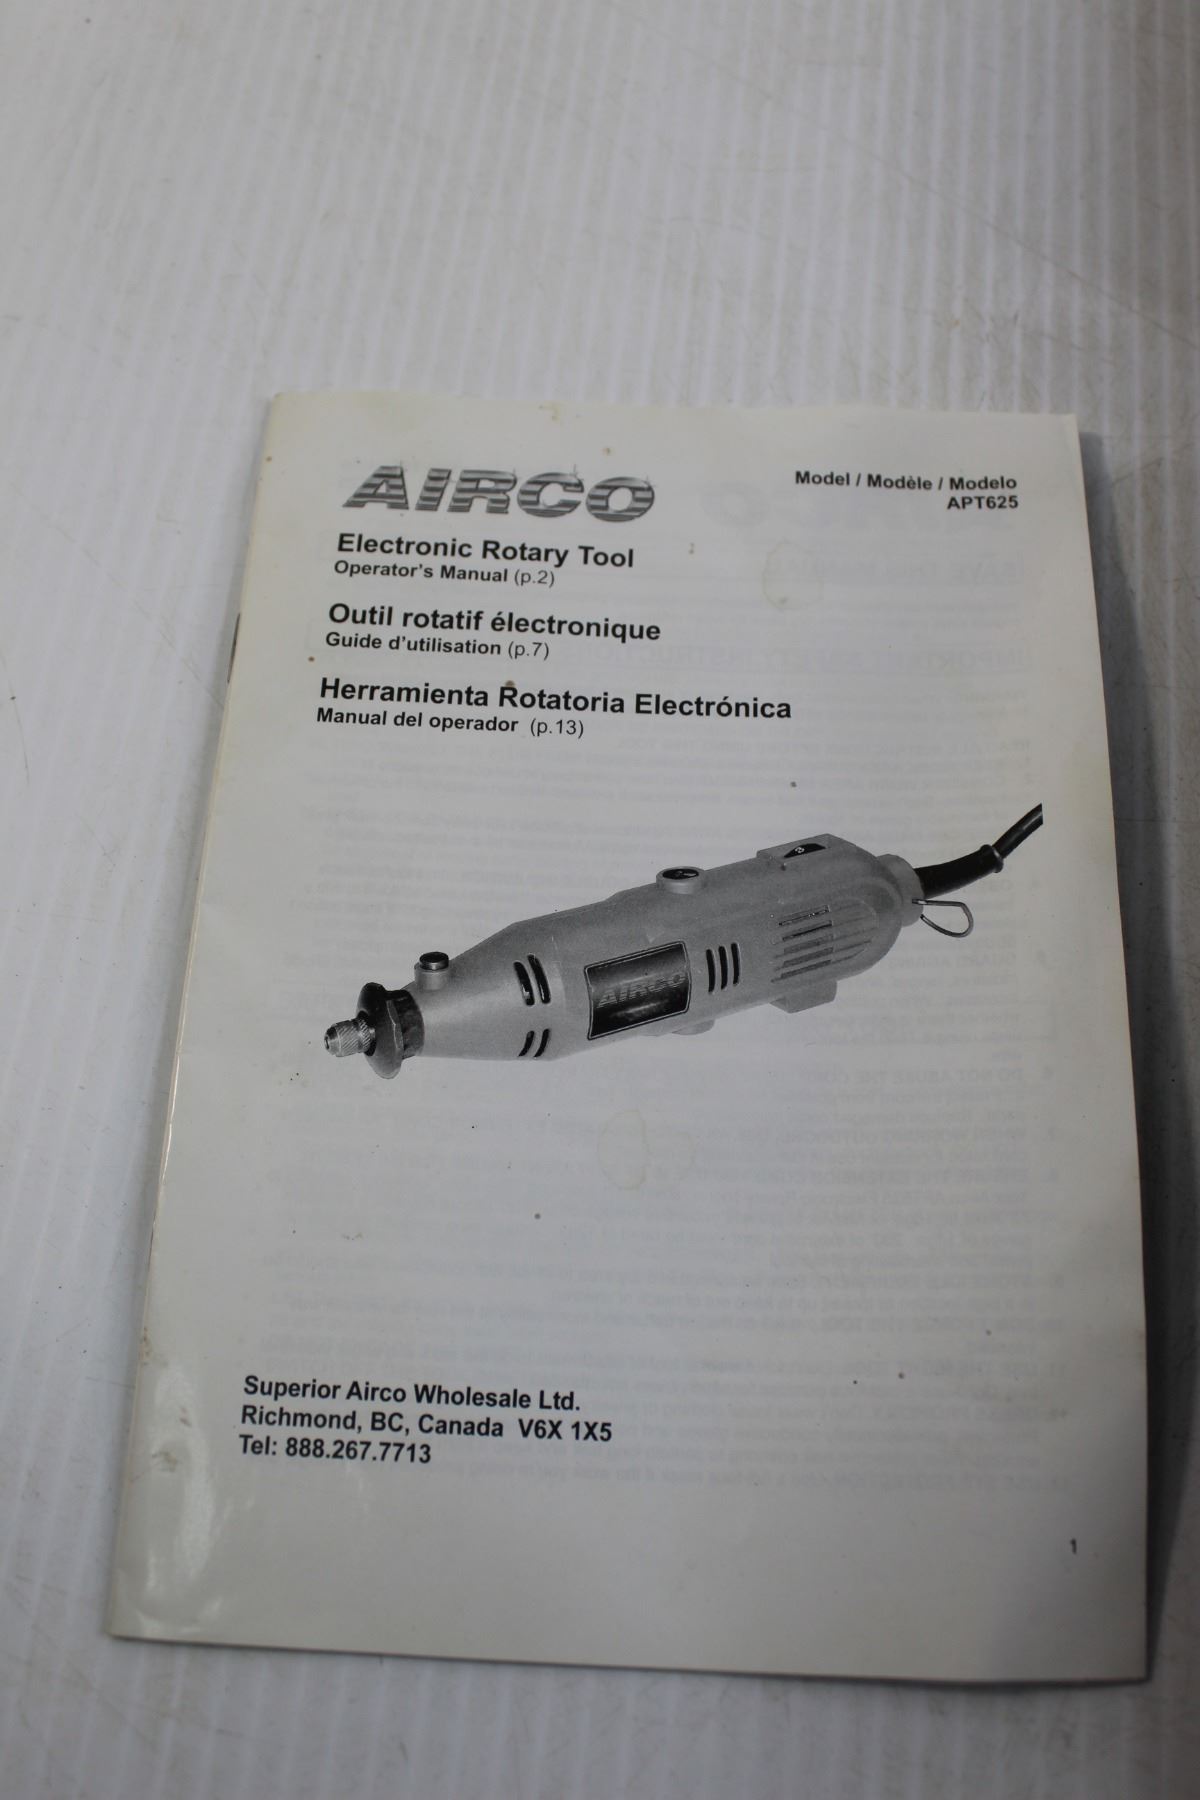 AIRCO
Model / Modèle / Modelo
APT625
Electronic Rotary Tool
Operator's Manual (p.2)
Outil rotatif électronique
Guide d'utilisation (p.7)
Herramienta Rotatoria Electrónica
Manual del operador (p.13)
AIRCO
Superior Airco Wholesale Ltd.
Richmond, BC, Canada V6X 1X5
Tel: 888.267.7713
1